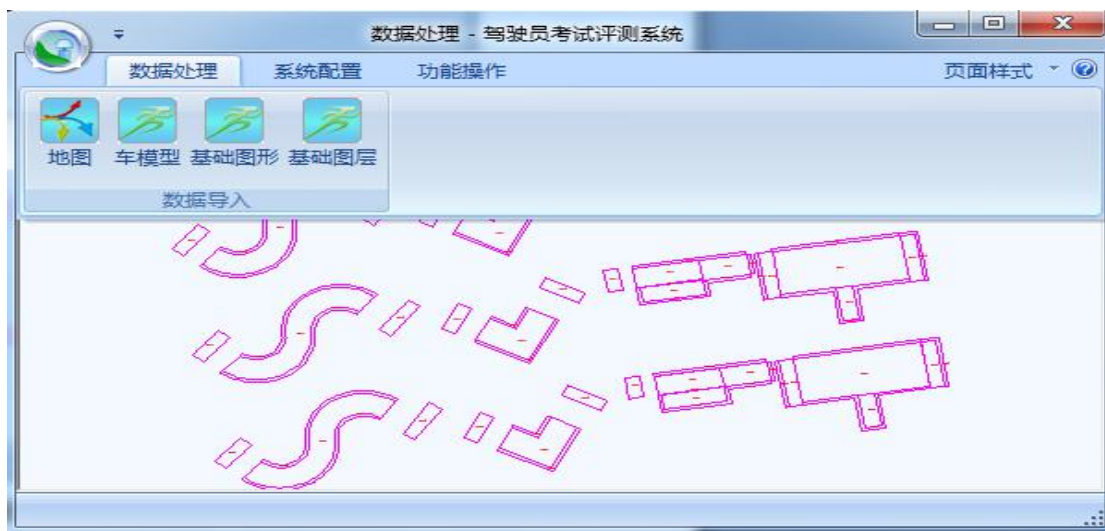 数据处理 - 驾驶员考试评测系统
数据处理 系统配置 功能操作 页面样式
地图 车模型 基础图形 基础图层
数据导入